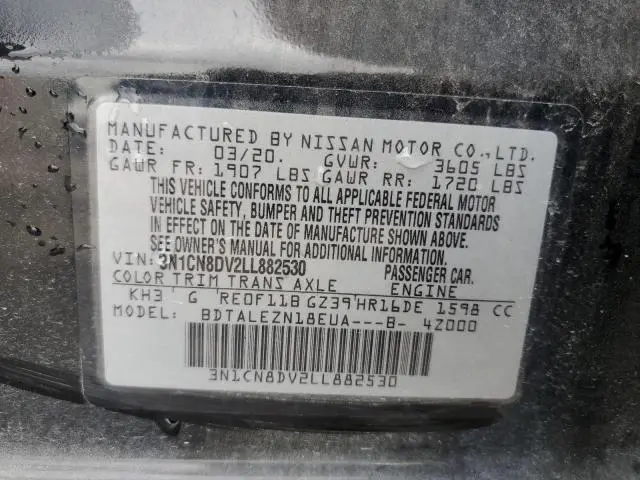 MANUFACTURED BY NISSAN MOTOR CO.,LTD.
DATE: 03/20. GVWR: 3605 LBS
GAWR FR: 1907 LBS GAWR RR: 1720 LBS
THIS VEHICLE CONFORMS TO ALL APPLICABLE FEDERAL MOTOR
VEHICLE SAFETY, BUMPER AND THEFT PREVENTION STANDARDS
IN EFFECT ON THE DATE OF MANUFACTURE SHOWN ABOVE.
SEE OWNER'S MANUAL FOR ADDITIONAL INFORMATION.
VIN: 3N1CN8DV2LL882530 PASSENGER CAR.
COLOR TRIM TRANS AXLE ENGINE
KH3 G RE0F11B GZ39 HR16DE 1598 CC
MODEL: BDTALEZN18EUA---B- 4Z000
3N1CN8DV2LL882530